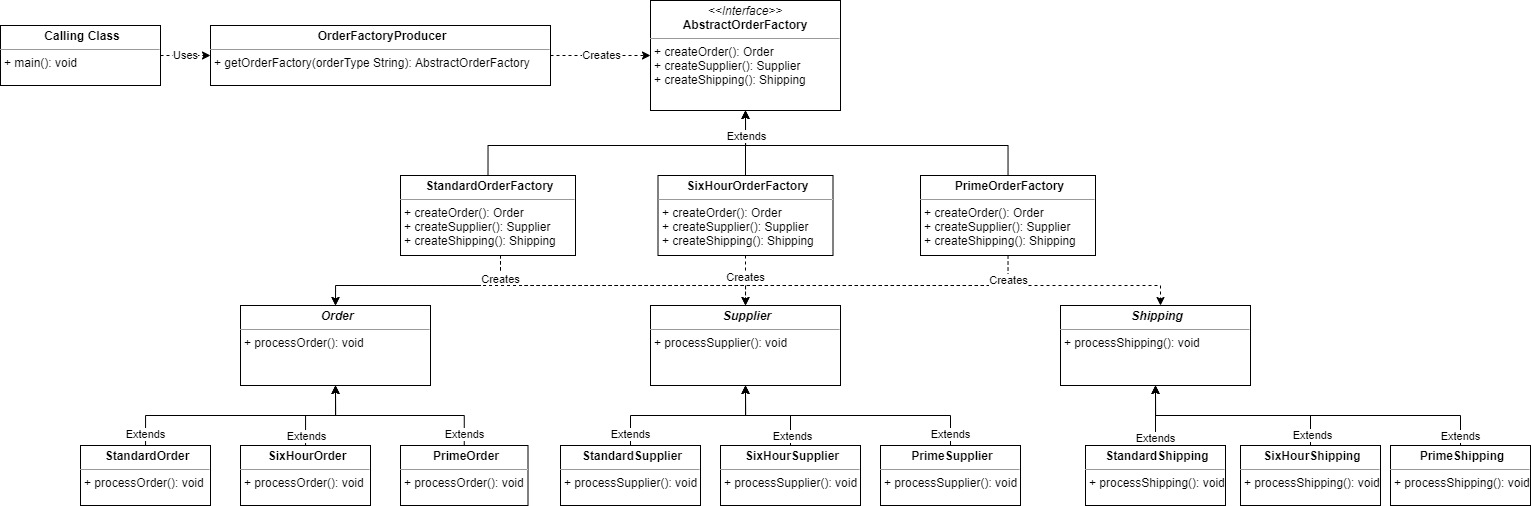 <<Interface>>
AbstractOrderFactory
+ createOrder(): Order
+ createSupplier(): Supplier
+ createShipping(): Shipping
Calling Class
+ main(): void
Uses
OrderFactoryProducer
+ getOrderFactory(orderType String): AbstractOrderFactory
Creates
Extends
StandardOrderFactory
+ createOrder(): Order
+ createSupplier(): Supplier
+ createShipping(): Shipping
SixHourOrderFactory
+ createOrder(): Order
+ createSupplier(): Supplier
+ createShipping(): Shipping
PrimeOrderFactory
+ createOrder(): Order
+ createSupplier(): Supplier
+ createShipping(): Shipping
Creates
Creates
Creates
Order
+ processOrder(): void
Supplier
+ processSupplier(): void
Shipping
+ processShipping(): void
Extends
Extends
Extends
Extends
Extends
Extends
Extends
Extends
Extends
StandardOrder
+ processOrder(): void
SixHourOrder
+ processOrder(): void
PrimeOrder
+ processOrder(): void
StandardSupplier
+ processSupplier(): void
SixHourSupplier
+ processSupplier(): void
PrimeSupplier
+ processSupplier(): void
StandardShipping
+ processShipping(): void
SixHourShipping
+ processShipping(): void
PrimeShipping
+ processShipping(): void